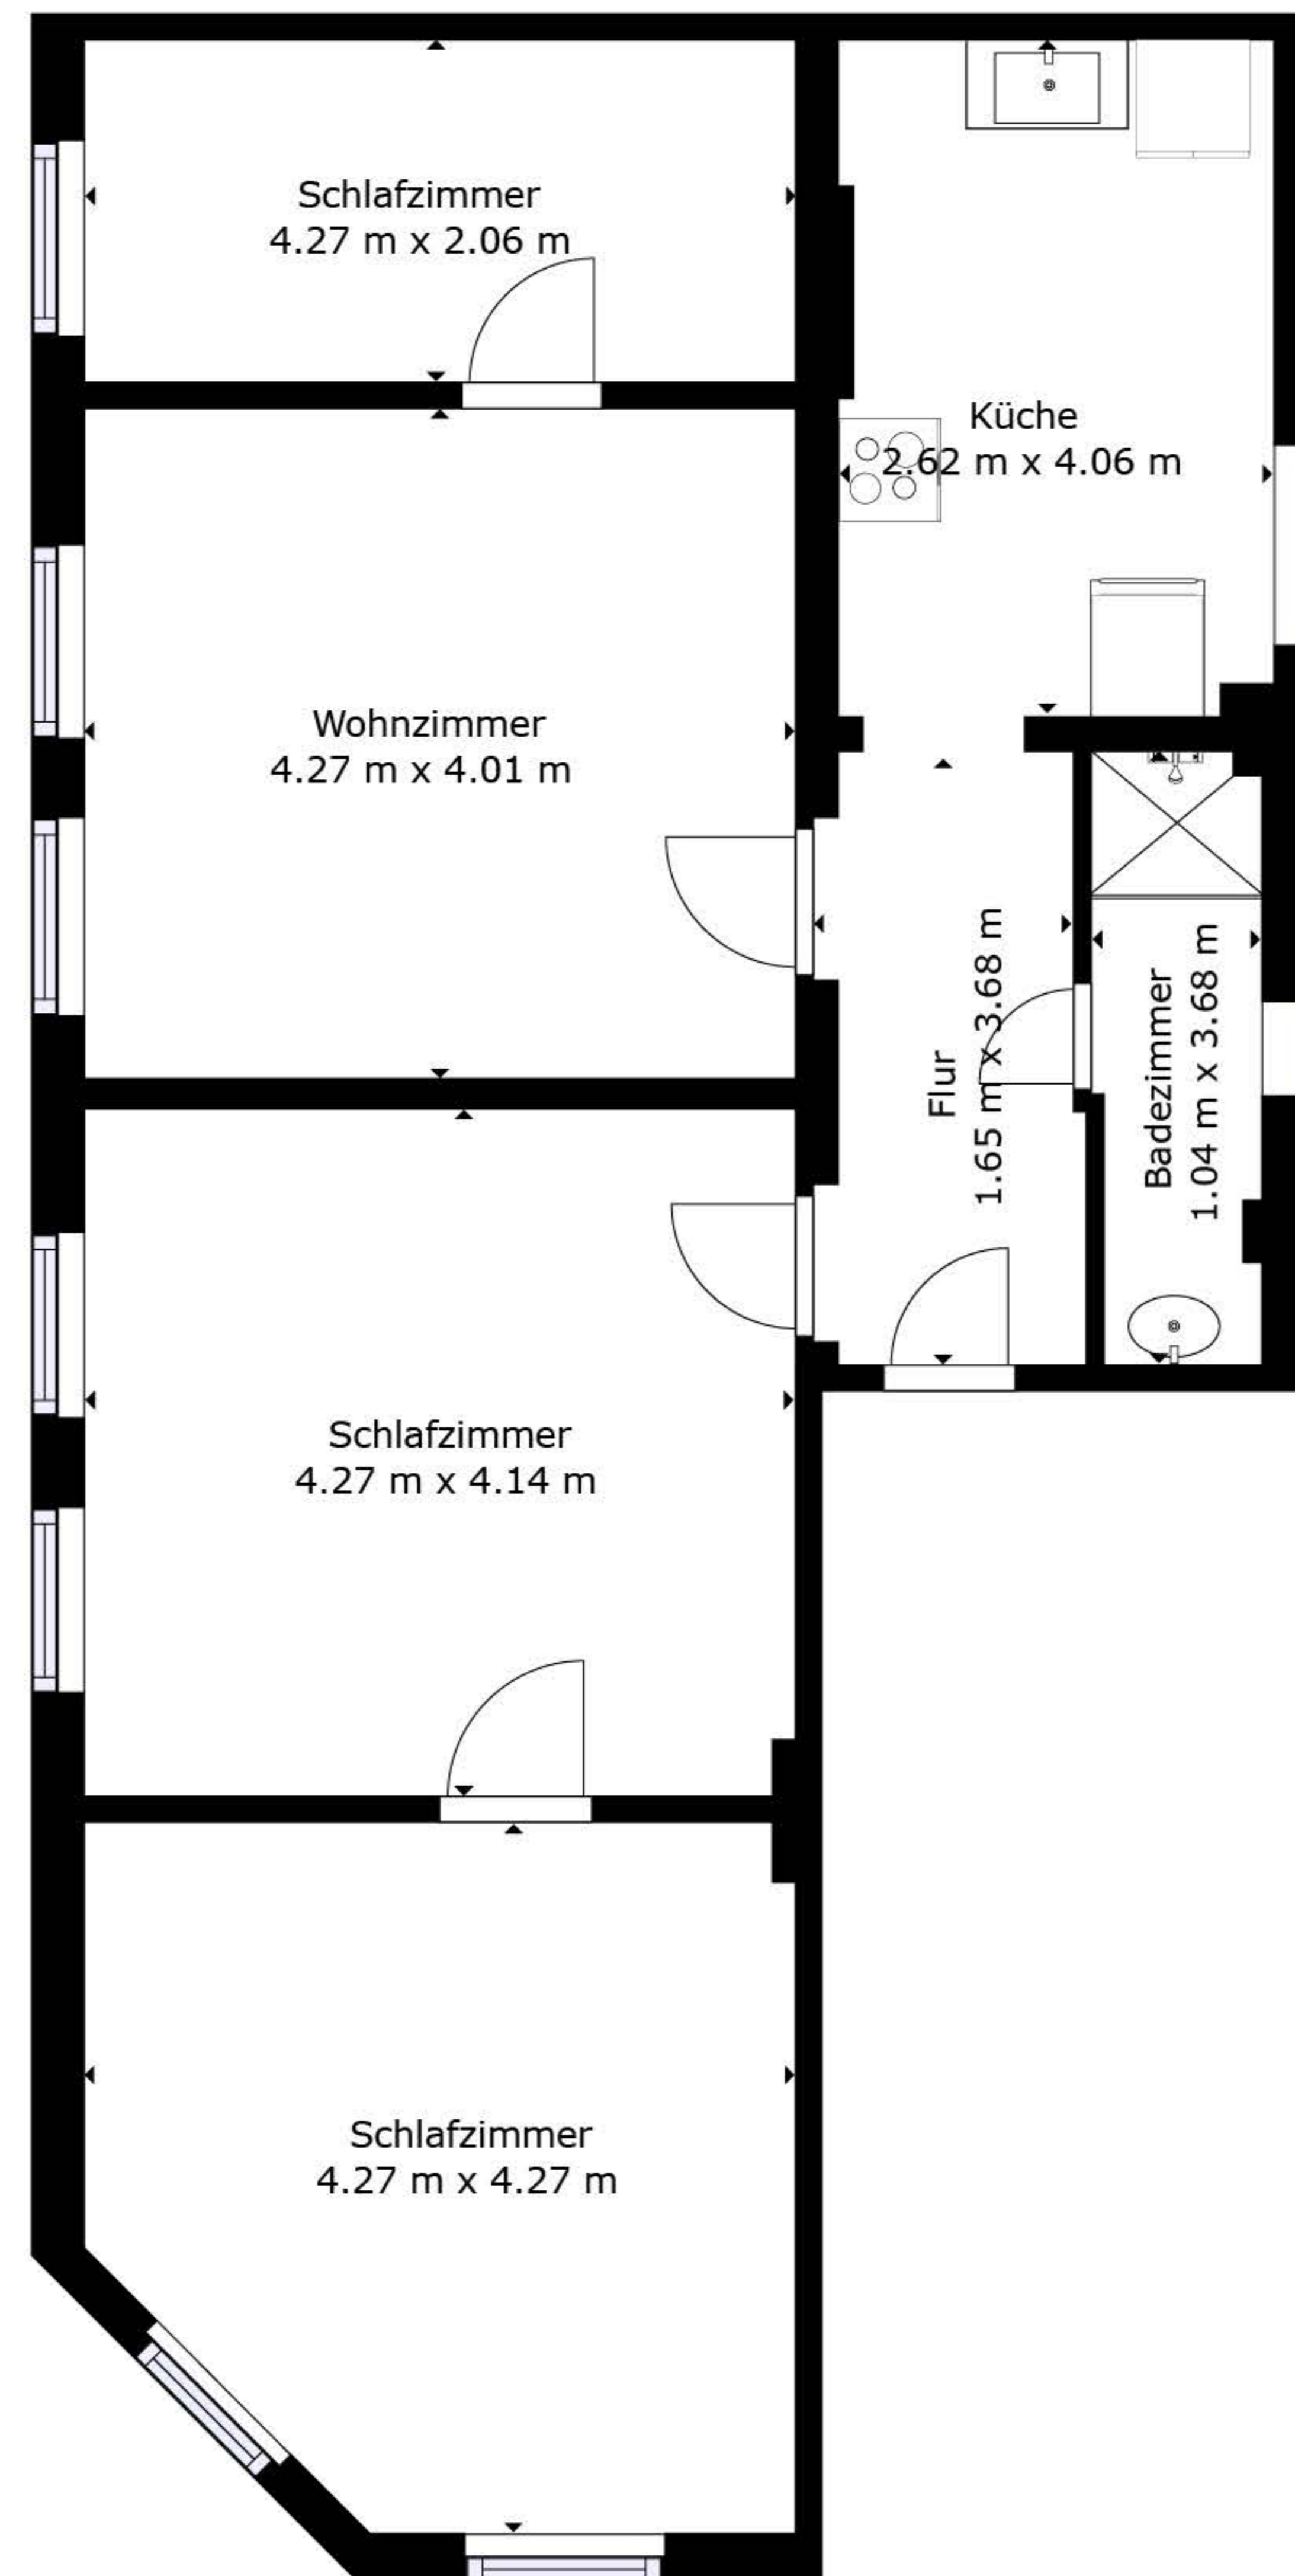 Schlafzimmer
4.27 m x 2.06 m
Küche
2.62 m x 4.06 m
Wohnzimmer
4.27 m x 4.01 m
Flur
1.65 m x 3.68 m
Badezimmer
1.04 m x 3.68 m
Schlafzimmer
4.27 m x 4.14 m
Schlafzimmer
4.27 m x 4.27 m